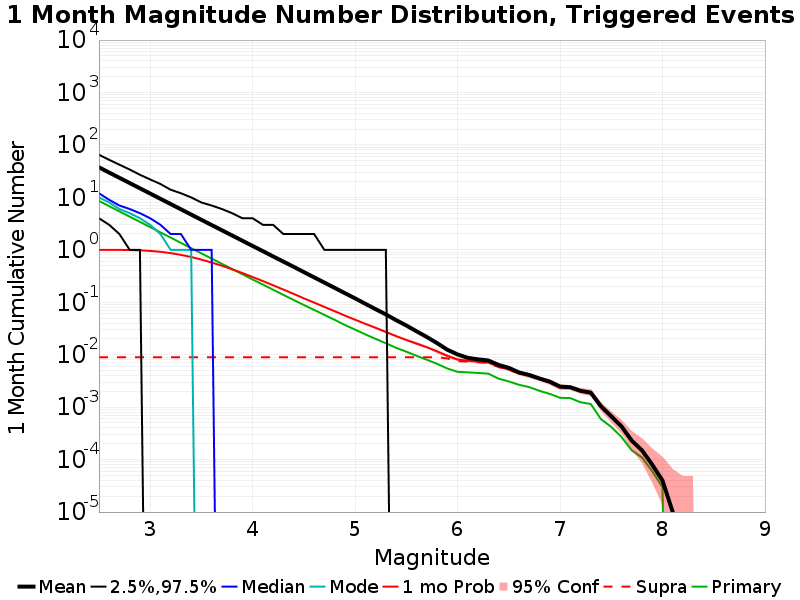 1 Month Magnitude Number Distribution, Triggered Events
1 Month Cumulative Number
10^4
10^3
10^2
10^1
10^0
10^-1
10^-2
10^-3
10^-4
10^-5
3 4 5 6 7 8 9
Magnitude
Mean 2.5%,97.5% Median Mode 1 mo Prob 95% Conf Supra Primary